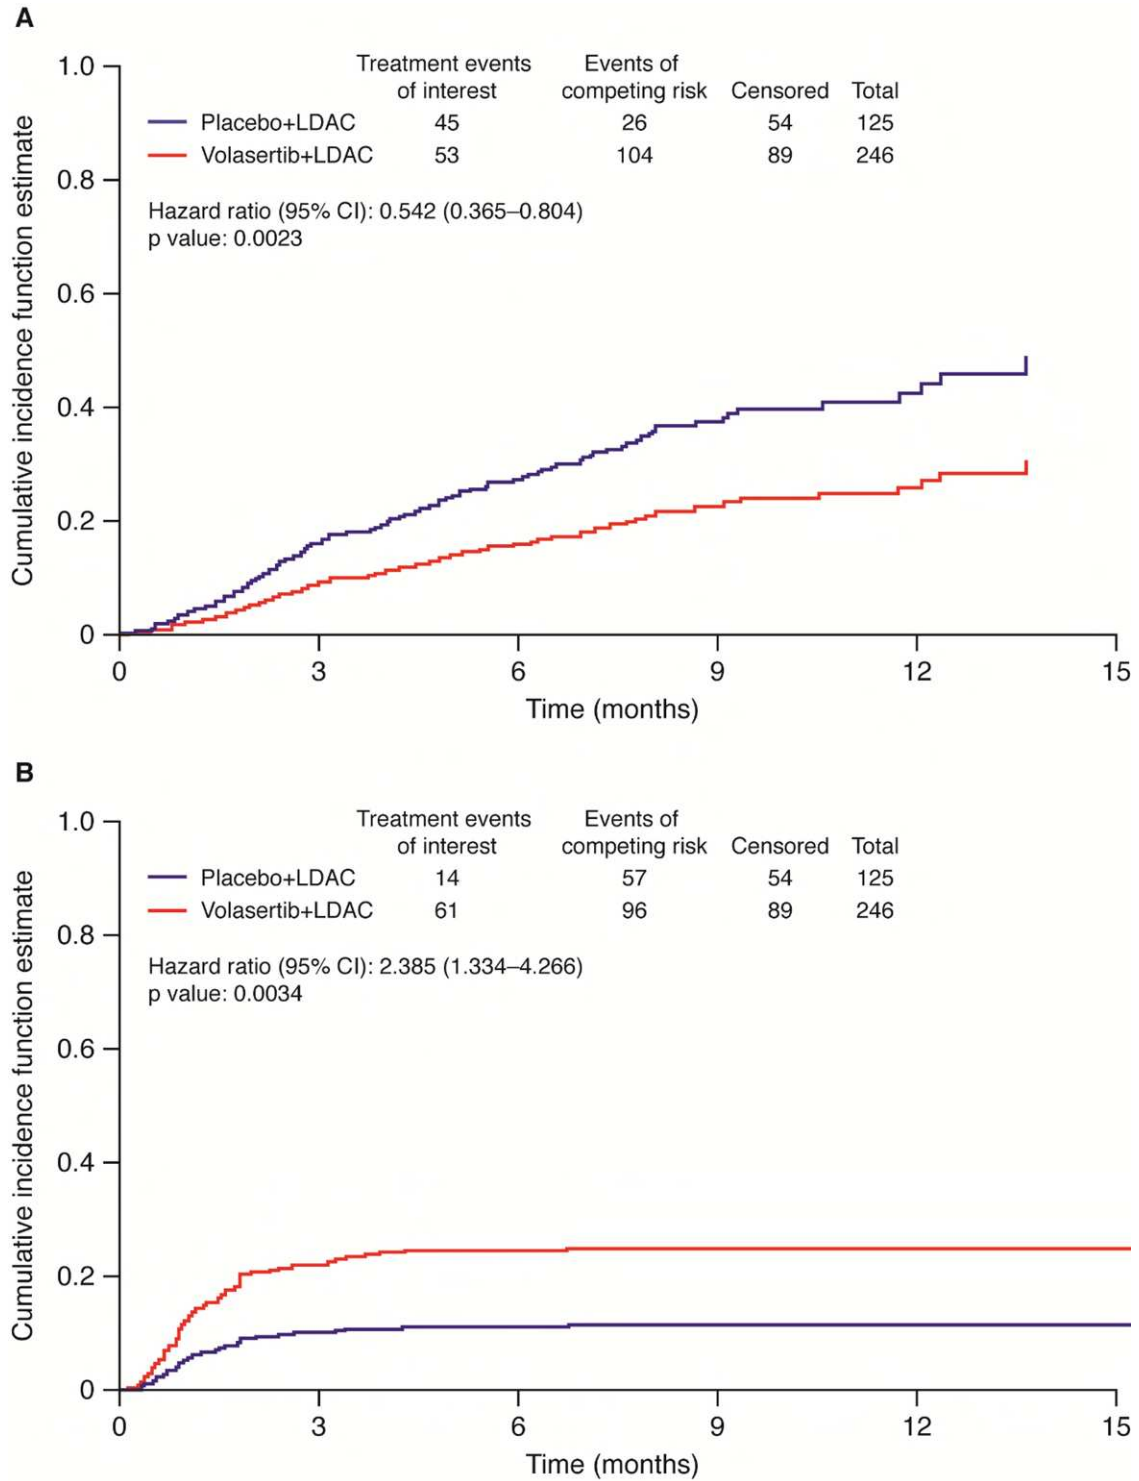 A
Treatment events of interest
Events of competing risk
Censored
Total
Placebo+LDAC 45 26 54 125
Volasertib+LDAC 53 104 89 246
Hazard ratio (95% CI): 0.542 (0.365–0.804)
p value: 0.0023
Cumulative incidence function estimate
1.0
0.8
0.6
0.4
0.2
0
0 3 6 9 12 15
Time (months)
B
Treatment events of interest
Events of competing risk
Censored
Total
Placebo+LDAC 14 57 54 125
Volasertib+LDAC 61 96 89 246
Hazard ratio (95% CI): 2.385 (1.334–4.266)
p value: 0.0034
Cumulative incidence function estimate
1.0
0.8
0.6
0.4
0.2
0
0 3 6 9 12 15
Time (months)